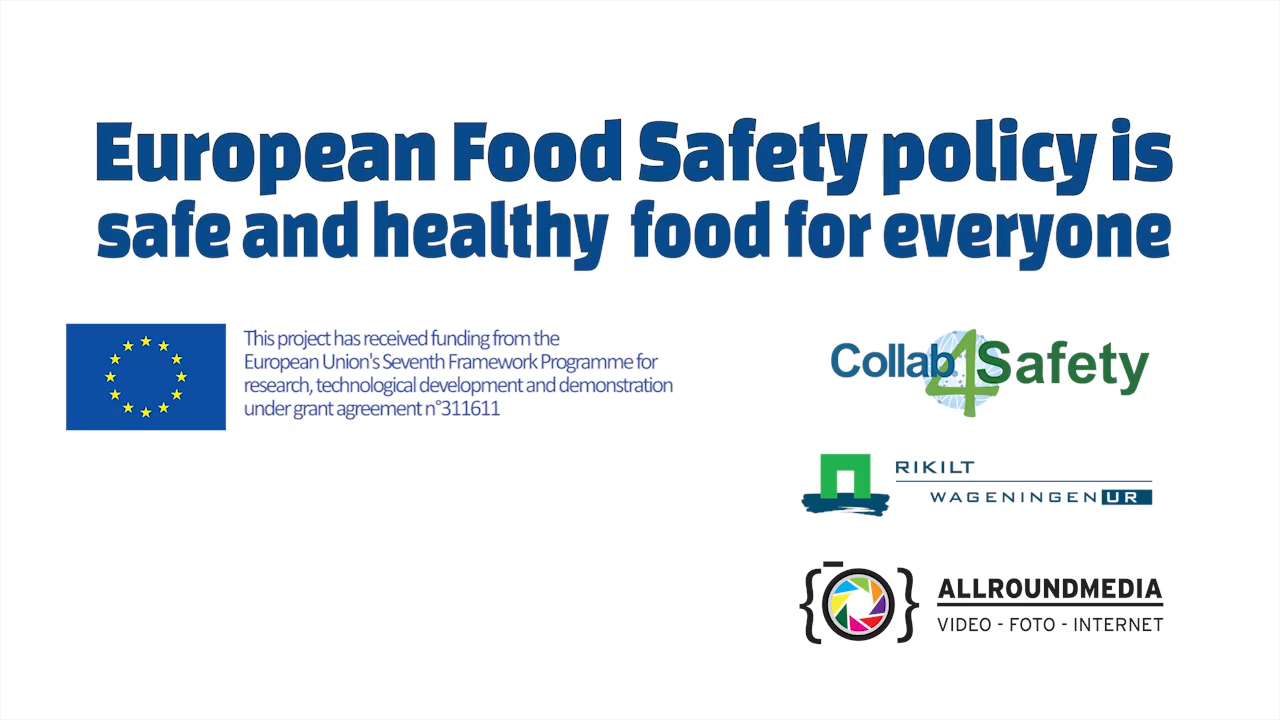 European Food Safety policy is
safe and healthy food for everyone
This project has received funding from the
European Union's Seventh Framework Programme for
research, technological development and demonstration
under grant agreement n°311611
Collab4Safety
RIKILT
WAGENINGEN UR
ALLROUNDMEDIA
VIDEO - FOTO - INTERNET